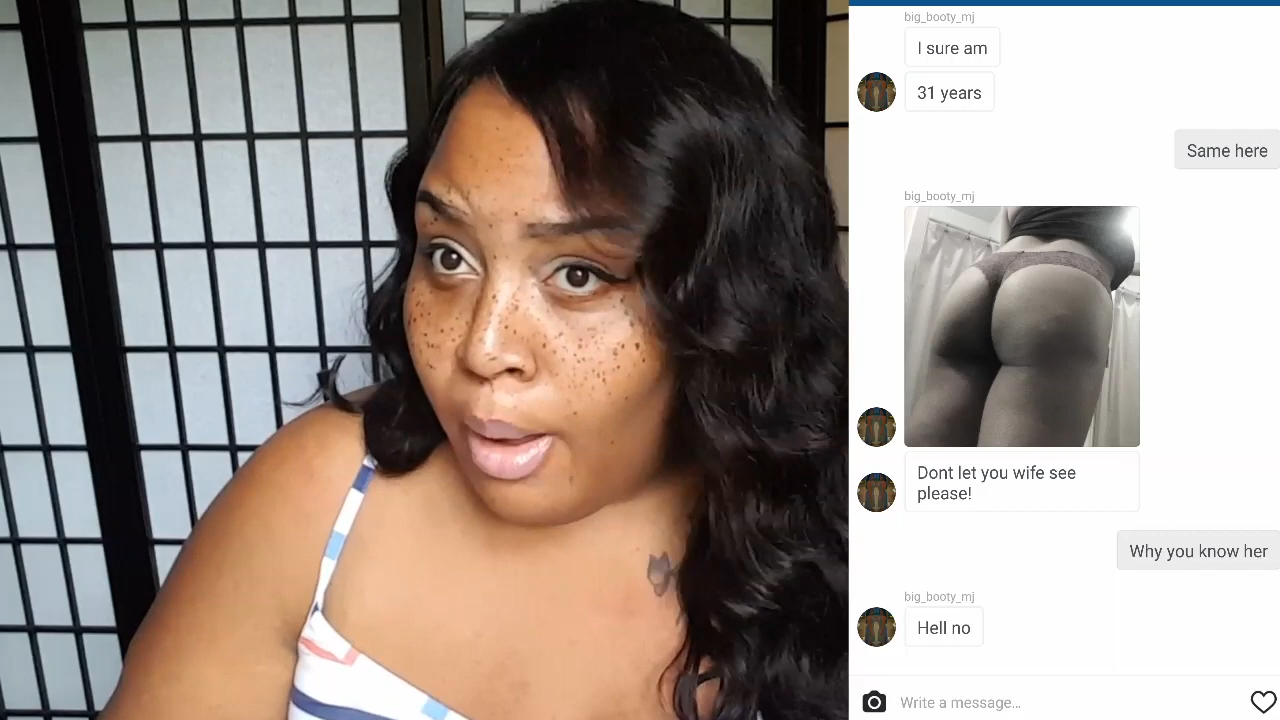 big_booty_mj
I sure am
31 years
Same here
big_booty_mj
Dont let you wife see
please!
Why you know her
big_booty_mj
Hell no
Write a message...